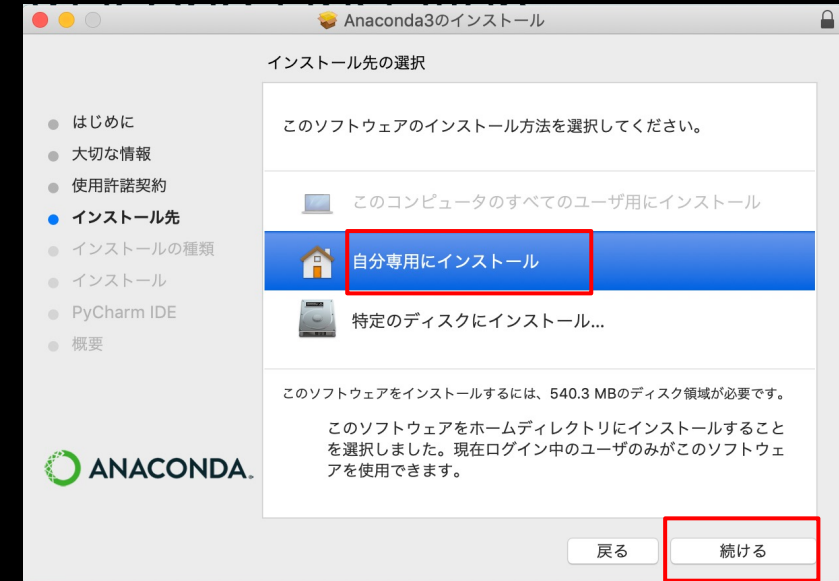 Anaconda3のインストール
インストール先の選択
はじめに
大切な情報
使用許諾契約
インストール先
インストールの種類
インストール
PyCharm IDE
概要
このソフトウェアのインストール方法を選択してください。
このコンピュータのすべてのユーザ用にインストール
自分専用にインストール
特定のディスクにインストール...
このソフトウェアをインストールするには、540.3 MBのディスク領域が必要です。
このソフトウェアをホームディレクトリにインストールすること
を選択しました。現在ログイン中のユーザのみがこのソフトウェ
アを使用できます。
ANACONDA.
戻る
続ける